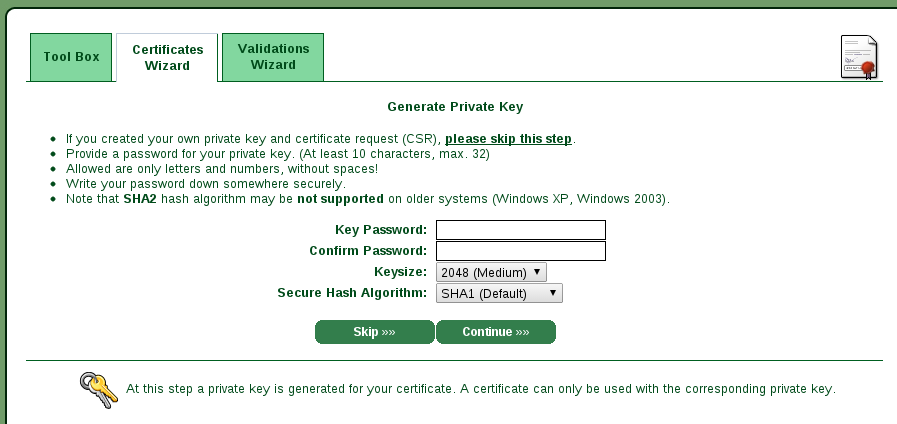 Tool Box
Certificates
Wizard
Validations
Wizard
Generate Private Key
If you created your own private key and certificate request (CSR), please skip this step.
Provide a password for your private key. (At least 10 characters, max. 32)
Allowed are only letters and numbers, without spaces!
Write your password down somewhere securely.
Note that SHA2 hash algorithm may be not supported on older systems (Windows XP, Windows 2003).
Key Password:
Confirm Password:
Keysize: 2048 (Medium)
Secure Hash Algorithm: SHA1 (Default)
Skip »» Continue »»
At this step a private key is generated for your certificate. A certificate can only be used with the corresponding private key.